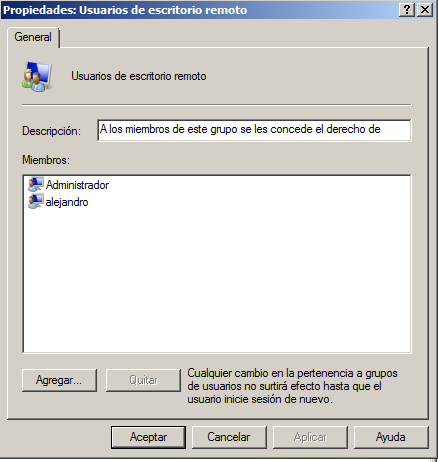 Propiedades: Usuarios de escritorio remoto
General
Usuarios de escritorio remoto
Descripción: A los miembros de este grupo se les concede el derecho de
Miembros:
Administrador
alejandro
Agregar... Quitar
Cualquier cambio en la pertenencia a grupos
de usuarios no surtirá efecto hasta que el
usuario inicie sesión de nuevo.
Aceptar Cancelar Aplicar Ayuda